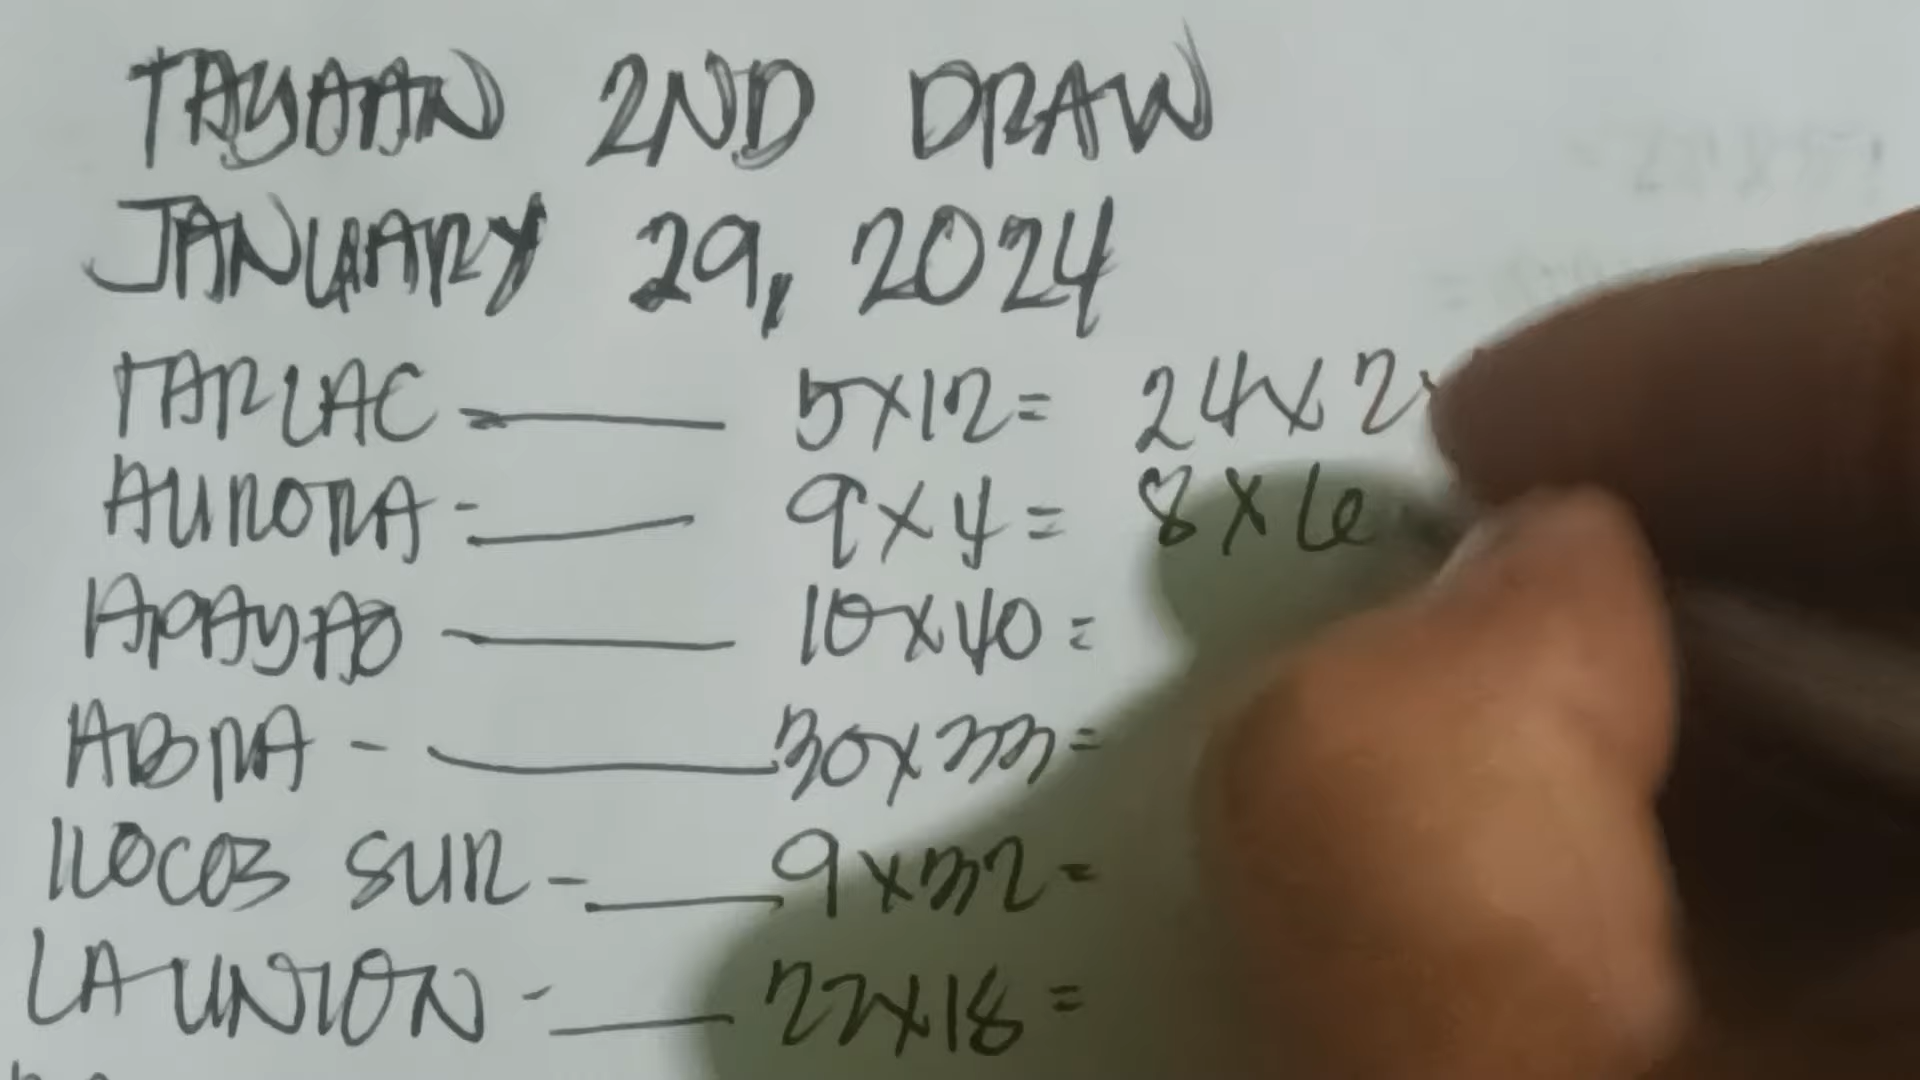 TAYAAN 2ND DRAW
JANUARY 29, 2024
TARLAC — 5x12= 24x2
AURORA - — 9x4= 8x6
APAYAO — 10x40=
ABRA - — 30x33=
ILOCOS SUR - — 9x32=
LA UNION - — 22x18=